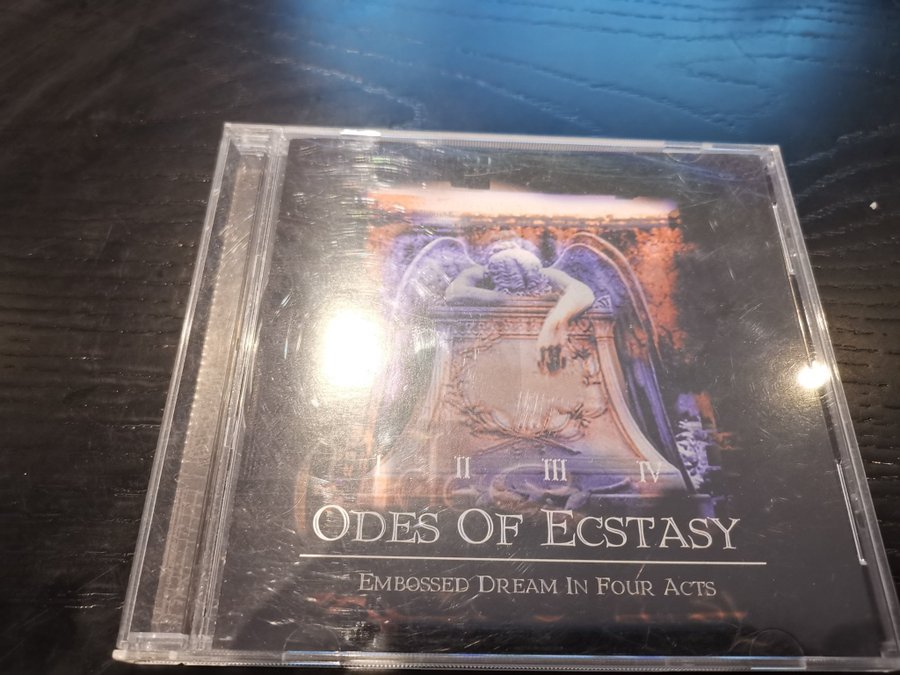 I II III IV
ODES OF ECSTASY
EMBOSSED DREAM IN FOUR ACTS